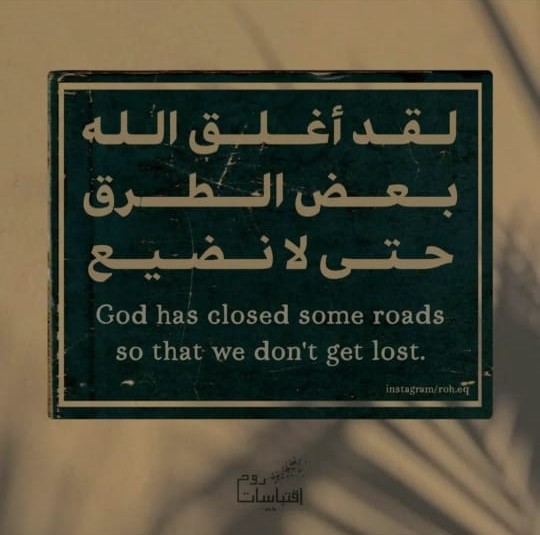 لقد أغلق الله
بعض الطرق
حتى لا نضيع
God has closed some roads
so that we don't get lost.
instagram/roh.eq
روح
اقتباسات